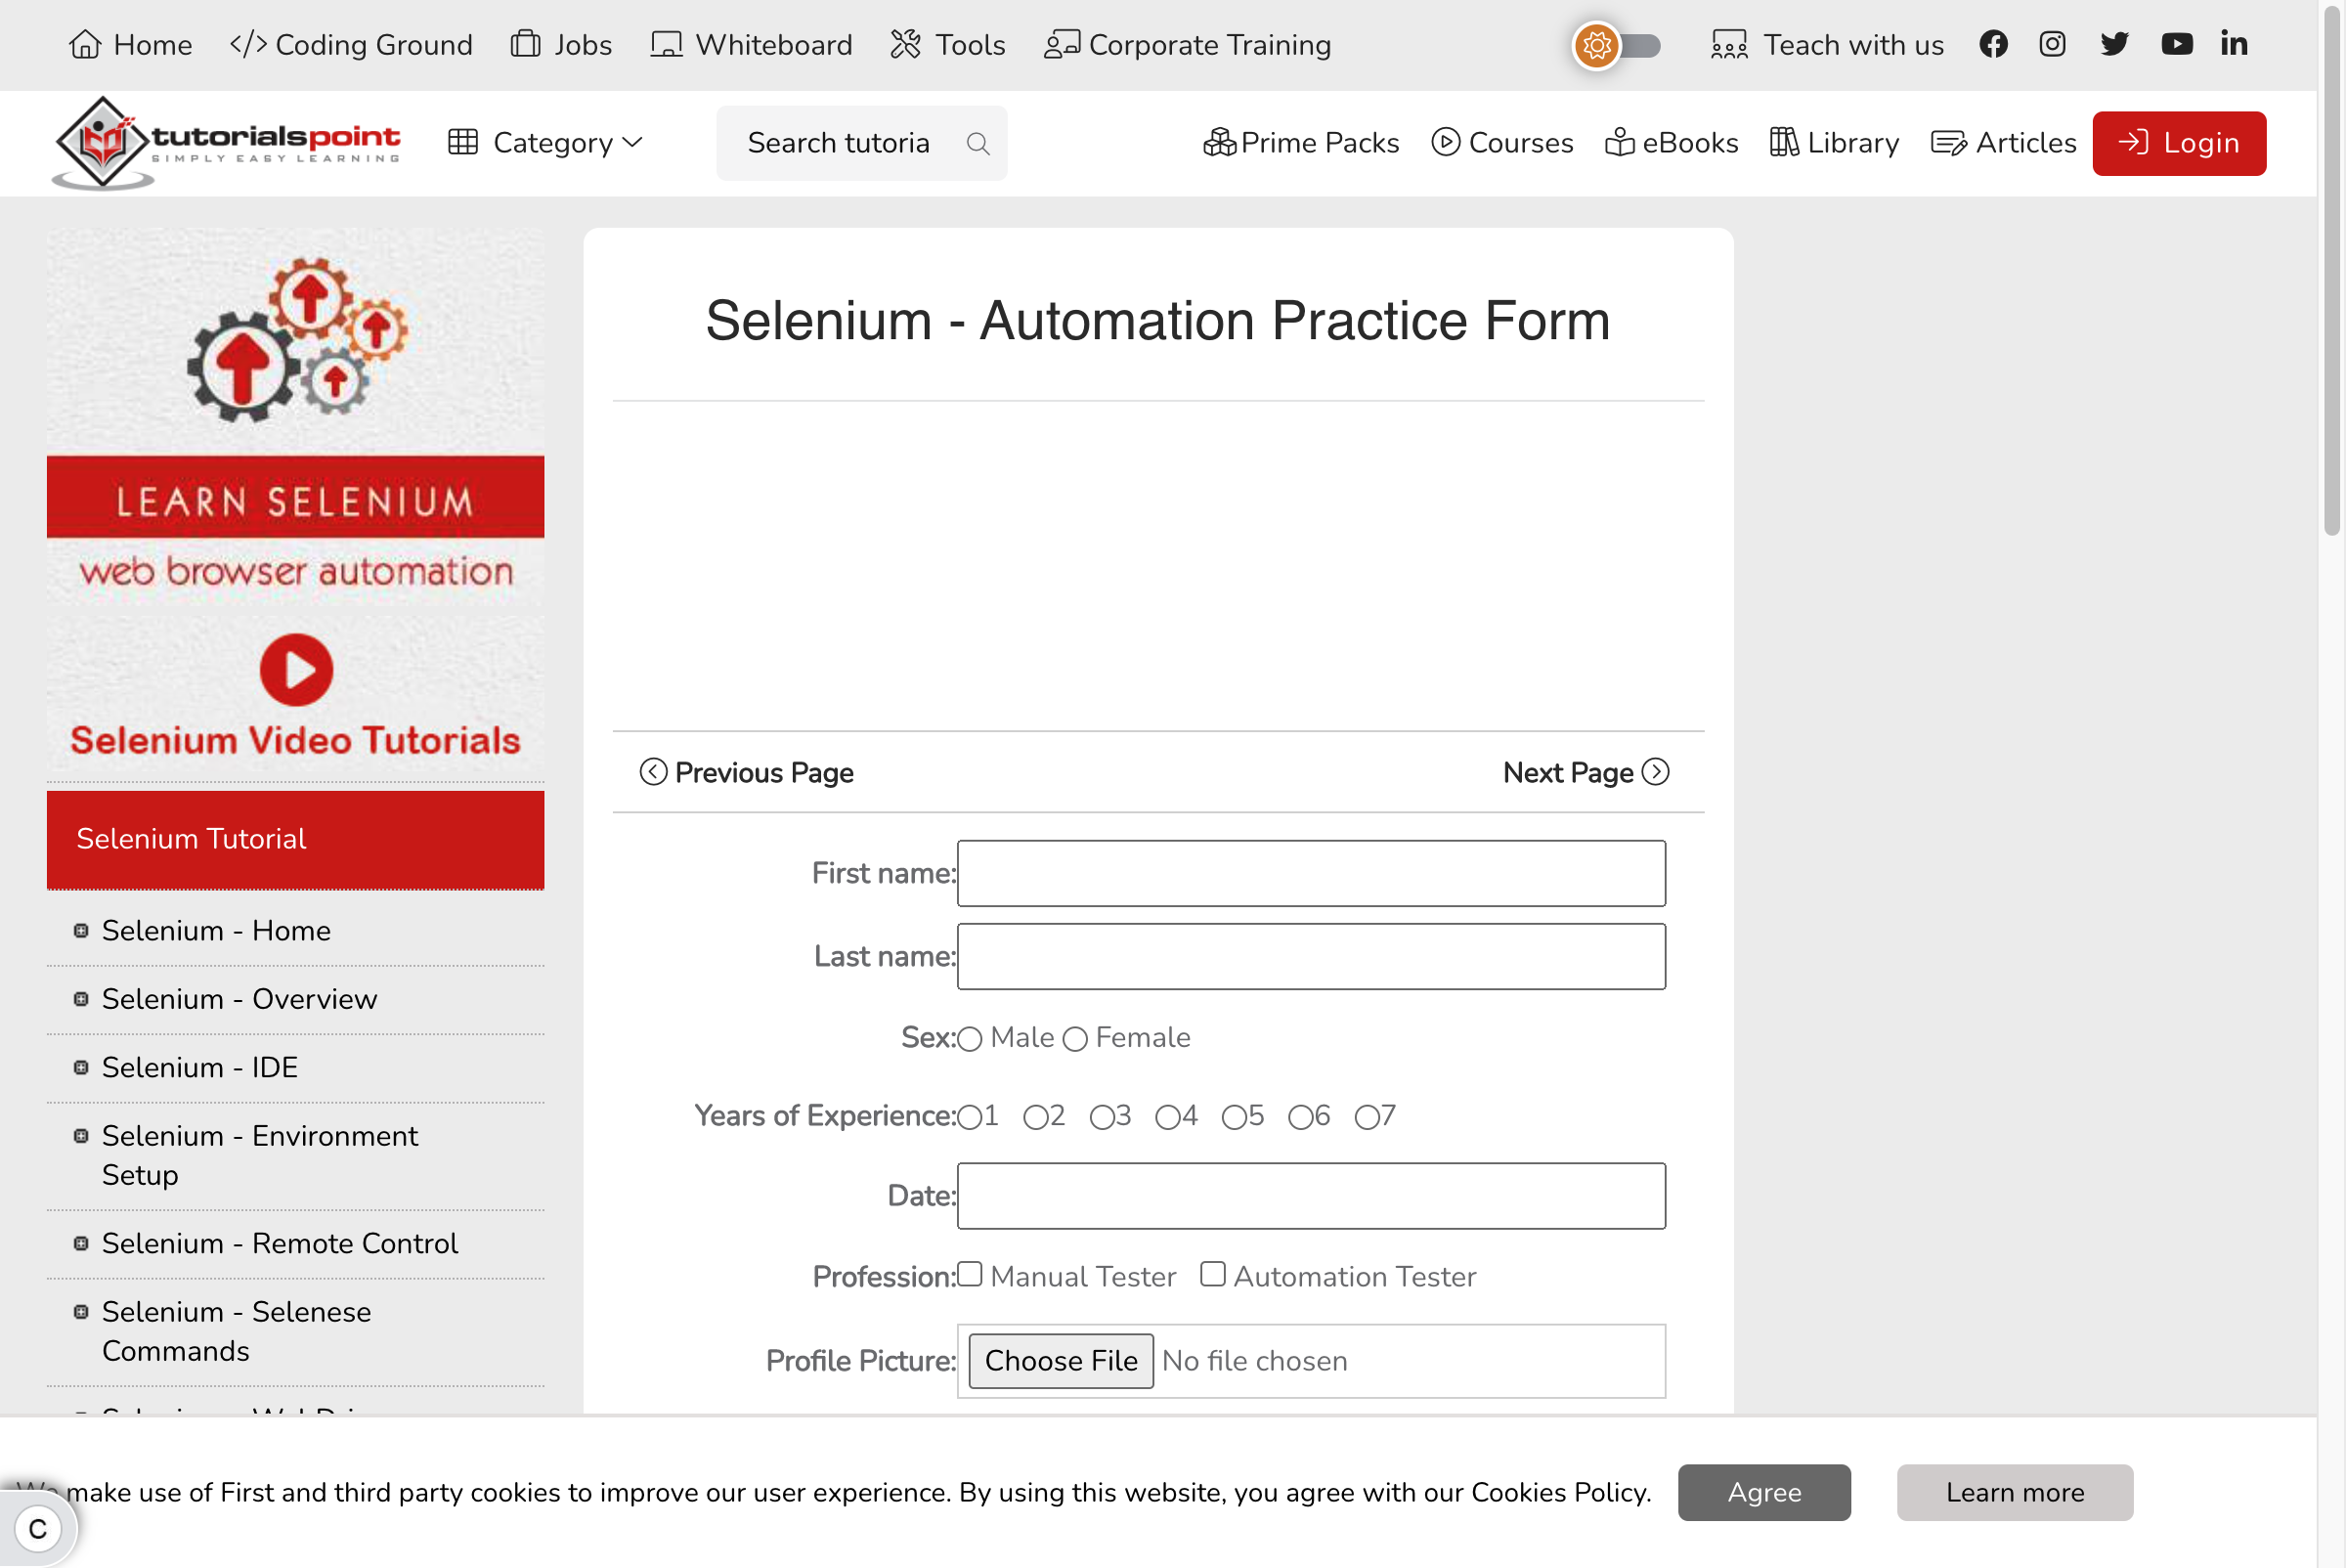 Home
Coding Ground
Jobs
Whiteboard
Tools
Corporate Training
Teach with us
tutorialspoint
SIMPLY EASY LEARNING
Category
Search tutoria
Prime Packs
Courses
eBooks
Library
Articles
Login
LEARN SELENIUM
web browser automation
Selenium Video Tutorials
Selenium Tutorial
Selenium - Home
Selenium - Overview
Selenium - IDE
Selenium - Environment
Setup
Selenium - Remote Control
Selenium - Selenese
Commands
Selenium - Automation Practice Form
Previous Page
Next Page
First name:
Last name:
Sex: Male Female
Years of Experience: 1 2 3 4 5 6 7
Date:
Profession: Manual Tester Automation Tester
Profile Picture: Choose File No file chosen
We make use of First and third party cookies to improve our user experience. By using this website, you agree with our Cookies Policy.
Agree
Learn more
C